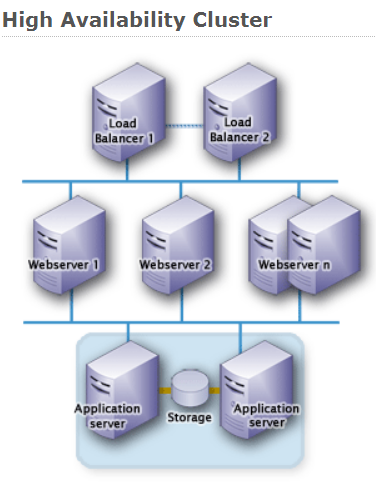 High Availability Cluster
Load
Balancer 1
Load
Balancer 2
Webserver 1
Webserver 2
Webserver n
Application
server
Storage
Application
server